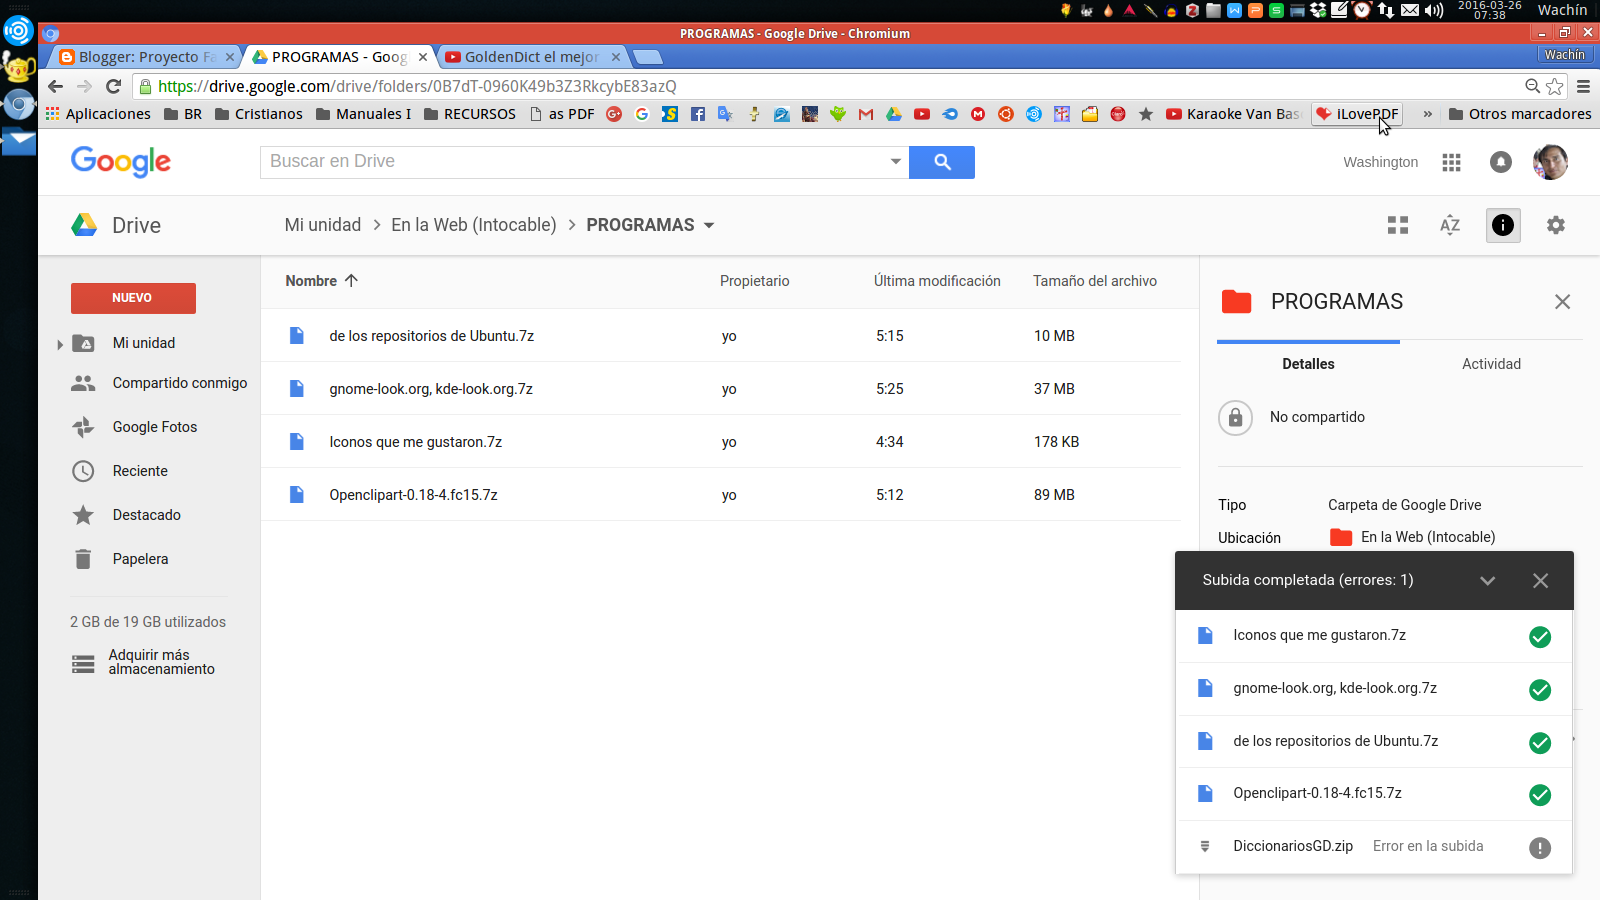 2016-03-26
07:38
Wachín
PROGRAMAS - Google Drive - Chromium
Blogger: Proyecto Fa
PROGRAMAS - Goog
GoldenDict el mejor
Wachín
https://drive.google.com/drive/folders/0B7dT-0960K49b3Z3RkcybE83azQ
Aplicaciones
BR
Cristianos
Manuales I
RECURSOS
as PDF
Karaoke Van Bas
iLovePDF
»
Otros marcadores
Google
Buscar en Drive
Washington
Drive
Mi unidad > En la Web (Intocable) > PROGRAMAS
AZ
NUEVO
Mi unidad
Compartido conmigo
Google Fotos
Reciente
Destacado
Papelera
2 GB de 19 GB utilizados
Adquirir más
almacenamiento
Nombre Propietario Última modificación Tamaño del archivo
de los repositorios de Ubuntu.7z yo 5:15 10 MB
gnome-look.org, kde-look.org.7z yo 5:25 37 MB
Iconos que me gustaron.7z yo 4:34 178 KB
Openclipart-0.18-4.fc15.7z yo 5:12 89 MB
PROGRAMAS
Detalles Actividad
No compartido
Tipo Carpeta de Google Drive
Ubicación En la Web (Intocable)
Subida completada (errores: 1)
Iconos que me gustaron.7z
gnome-look.org, kde-look.org.7z
de los repositorios de Ubuntu.7z
Openclipart-0.18-4.fc15.7z
DiccionariosGD.zip Error en la subida